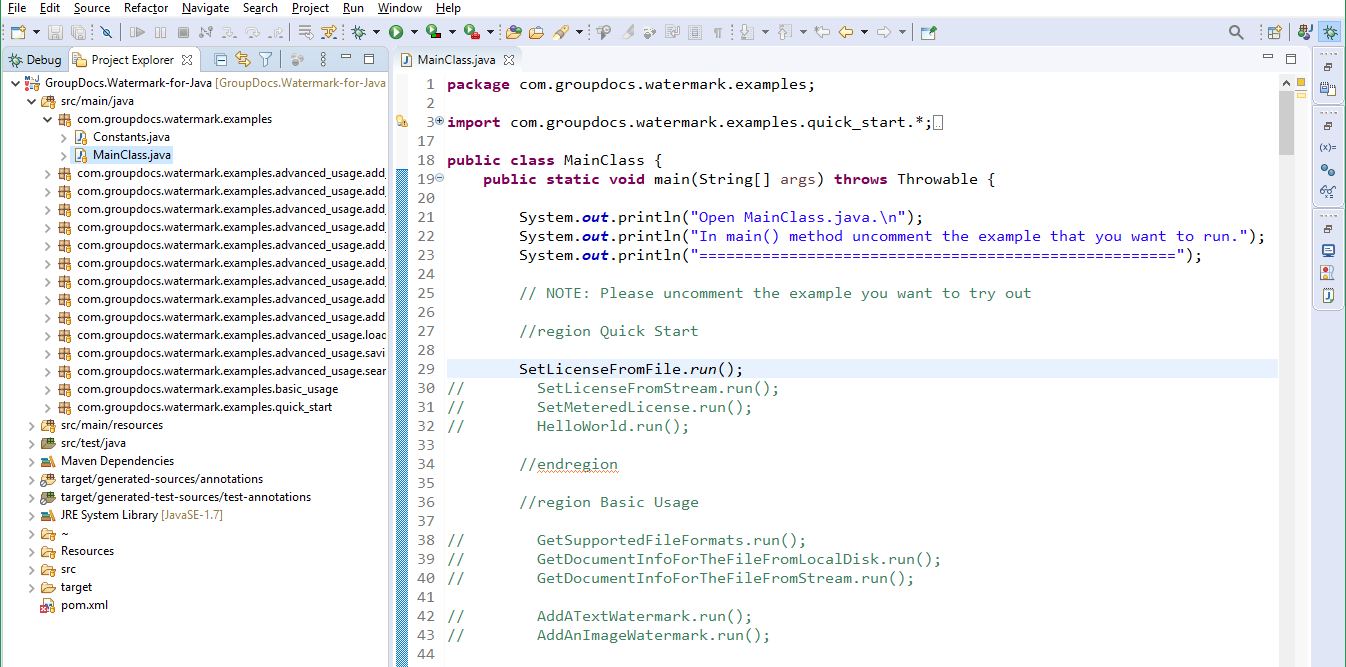 File Edit Source Refactor Navigate Search Project Run Window Help
Debug Project Explorer
GroupDocs.Watermark-for-Java [GroupDocs.Watermark-for-Java
src/main/java
com.groupdocs.watermark.examples
Constants.java
MainClass.java
com.groupdocs.watermark.examples.advanced_usage.add_
com.groupdocs.watermark.examples.advanced_usage.add_
com.groupdocs.watermark.examples.advanced_usage.add_
com.groupdocs.watermark.examples.advanced_usage.add_
com.groupdocs.watermark.examples.advanced_usage.add_
com.groupdocs.watermark.examples.advanced_usage.add_
com.groupdocs.watermark.examples.advanced_usage.add_
com.groupdocs.watermark.examples.advanced_usage.add_
com.groupdocs.watermark.examples.advanced_usage.add
com.groupdocs.watermark.examples.advanced_usage.loac
com.groupdocs.watermark.examples.advanced_usage.savi
com.groupdocs.watermark.examples.advanced_usage.sear
com.groupdocs.watermark.examples.basic_usage
com.groupdocs.watermark.examples.quick_start
src/main/resources
src/test/java
Maven Dependencies
target/generated-sources/annotations
target/generated-test-sources/test-annotations
JRE System Library [JavaSE-1.7]
~
Resources
src
target
pom.xml
MainClass.java
1 package com.groupdocs.watermark.examples;
2
3 import com.groupdocs.watermark.examples.quick_start.*;
17
18 public class MainClass {
19 public static void main(String[] args) throws Throwable {
20
21 System.out.println("Open MainClass.java.\n");
22 System.out.println("In main() method uncomment the example that you want to run.");
23 System.out.println("=====================================================");
24
25 // NOTE: Please uncomment the example you want to try out
26
27 //region Quick Start
28
29 SetLicenseFromFile.run();
30 // SetLicenseFromStream.run();
31 // SetMeteredLicense.run();
32 // HelloWorld.run();
33
34 //endregion
35
36 //region Basic Usage
37
38 // GetSupportedFileFormats.run();
39 // GetDocumentInfoForTheFileFromLocalDisk.run();
40 // GetDocumentInfoForTheFileFromStream.run();
41
42 // AddATextWatermark.run();
43 // AddAnImageWatermark.run();
44
(x)=